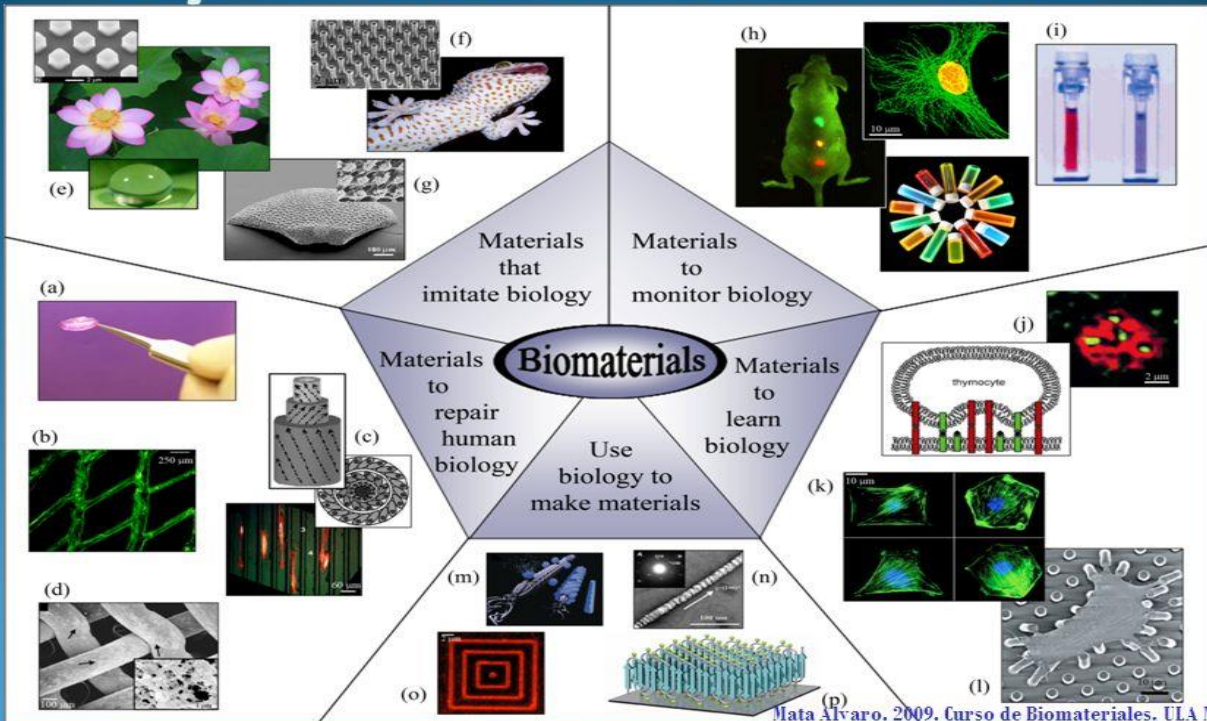 (e)
2 µm
(f)
(g)
(h)
10 µm
(i)
Materials
that
imitate biology
Materials
to
monitor biology
(a)
Biomaterials
Materials
to
repair
human
biology
Materials
to
learn
biology
Use
biology to
make materials
(b)
250 µm
(c)
60 µm
(d)
100 µm
(j)
2 µm
thymocyte
(k)
10 µm
(l)
(m)
(n)
(o)
(p)
Mata Alvaro. 2009. Curso de Biomateriales. ULA